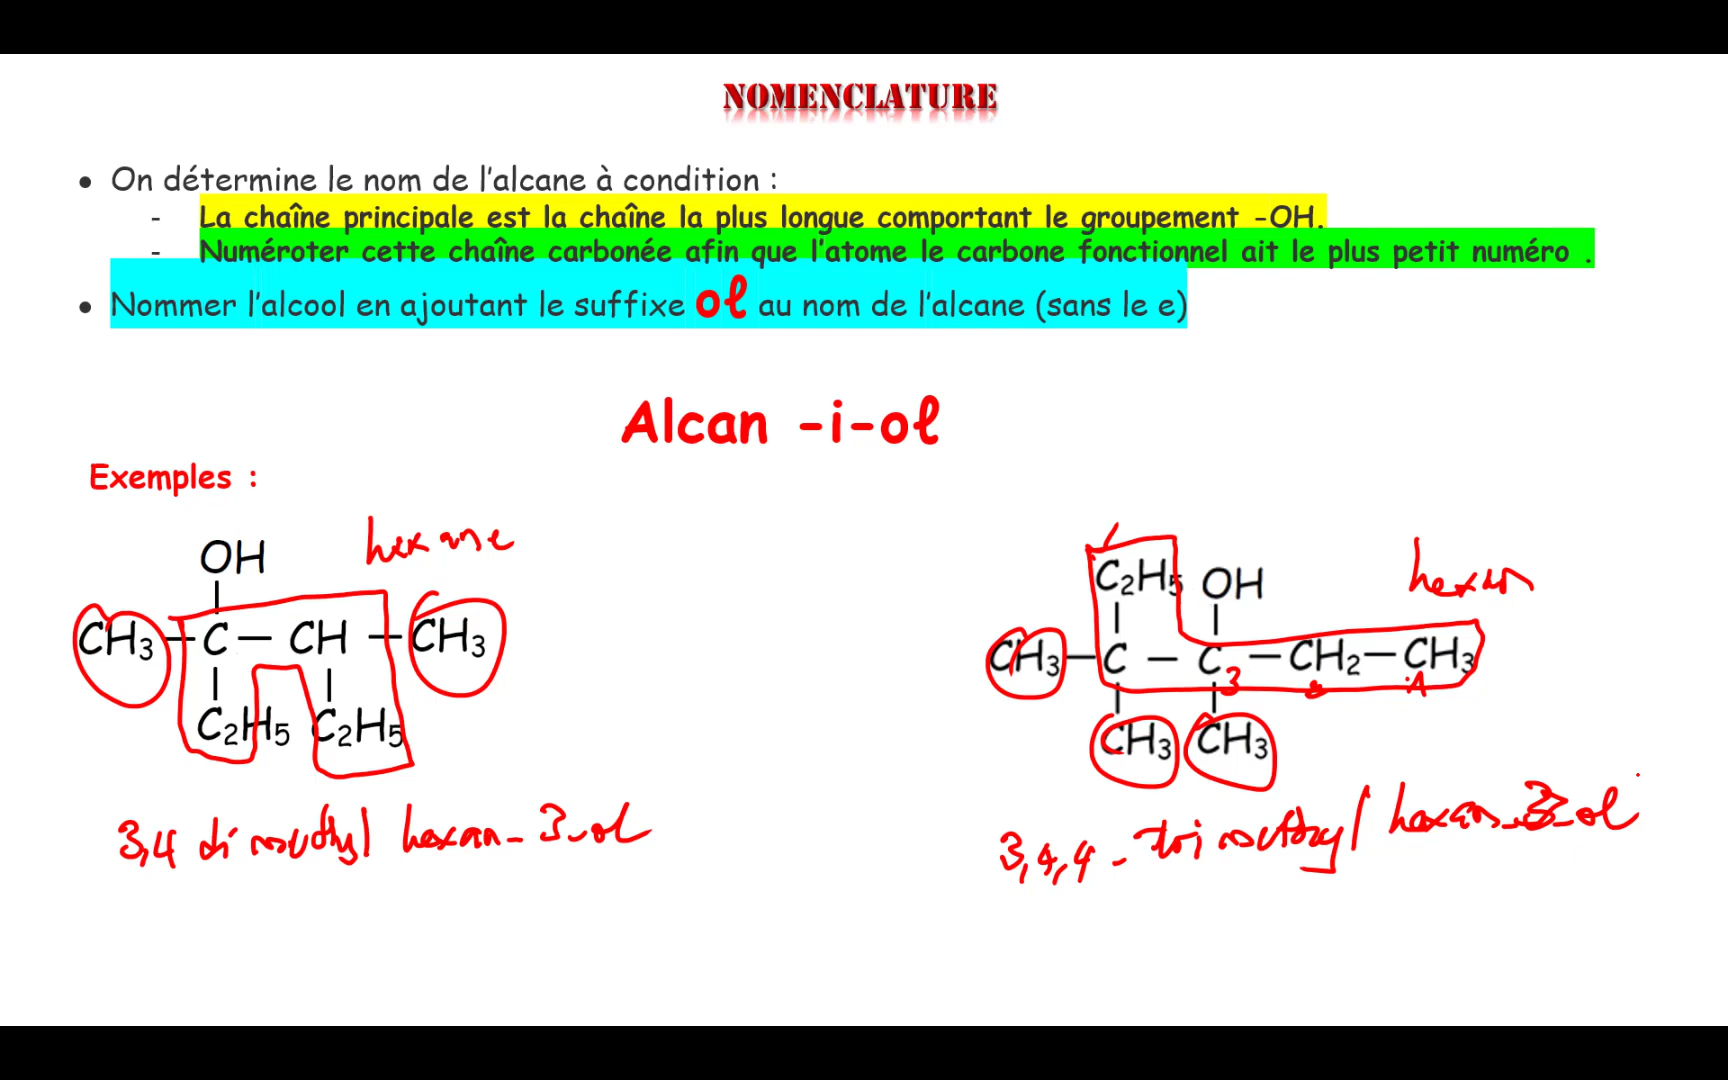 NOMENCLATURE
• On détermine le nom de l'alcane à condition :
- La chaîne principale est la chaîne la plus longue comportant le groupement -OH.
- Numéroter cette chaîne carbonée afin que l'atome le carbone fonctionnel ait le plus petit numéro .
• Nommer l'alcool en ajoutant le suffixe ol au nom de l'alcane (sans le e)
Alcan -i-ol
Exemples :
OH hexane
CH3 — C — CH — CH3
C2H5 C2H5
3,4 di methyl hexan-3-ol
C2H5 OH hexan
CH3 — C — C — CH2 — CH3
3 2 1
CH3 CH3
3,4,4-tri methyl hexan-3-ol